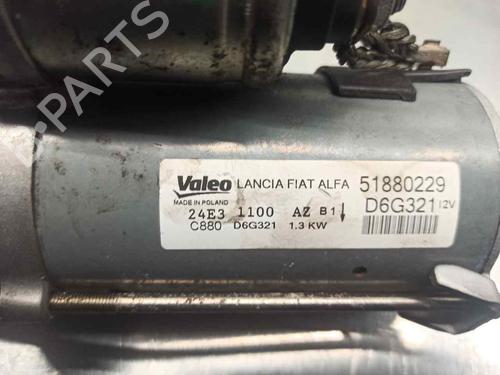 Valeo LANCIA FIAT ALFA 51880229
MADE IN POLAND
24E3 1100 AZ B1 D6G321 12V
C880 D6G321 1.3 KW
B-PARTS